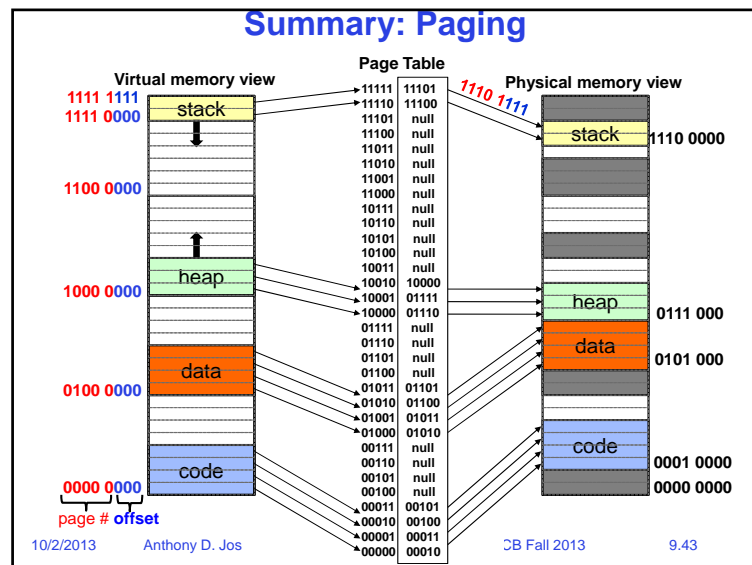 Summary: Paging
Virtual memory view
Page Table
Physical memory view
1111 1111
stack
1111 0000
1100 0000
heap
1000 0000
data
0100 0000
code
0000 0000
page # offset
11111 11101
11110 11100
11101 null
11100 null
11011 null
11010 null
11001 null
11000 null
10111 null
10110 null
10101 null
10100 null
10011 null
10010 10000
10001 01111
10000 01110
01111 null
01110 null
01101 null
01100 null
01011 01101
01010 01100
01001 01011
01000 01010
00111 null
00110 null
00101 null
00100 null
00011 00101
00010 00100
00001 00011
00000 00010
1110 1111
stack
1110 0000
heap
0111 000
data
0101 000
code
0001 0000
0000 0000
10/2/2013
Anthony D. Jos
CB Fall 2013
9.43